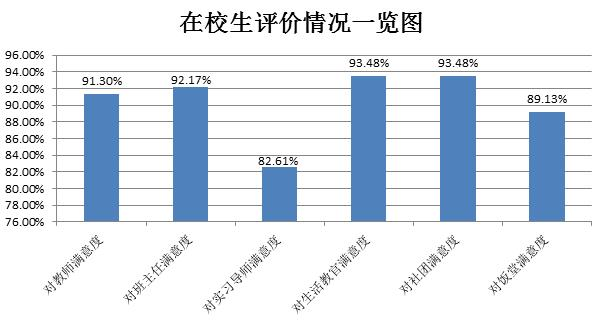 在校生评价情况一览图
96.00%
94.00%
92.00%
90.00%
88.00%
86.00%
84.00%
82.00%
80.00%
78.00%
76.00%
91.30%
92.17%
82.61%
93.48%
93.48%
89.13%
对教师满意度
对班主任满意度
对实习导师满意度
对生活教官满意度
对社团满意度
对饭堂满意度